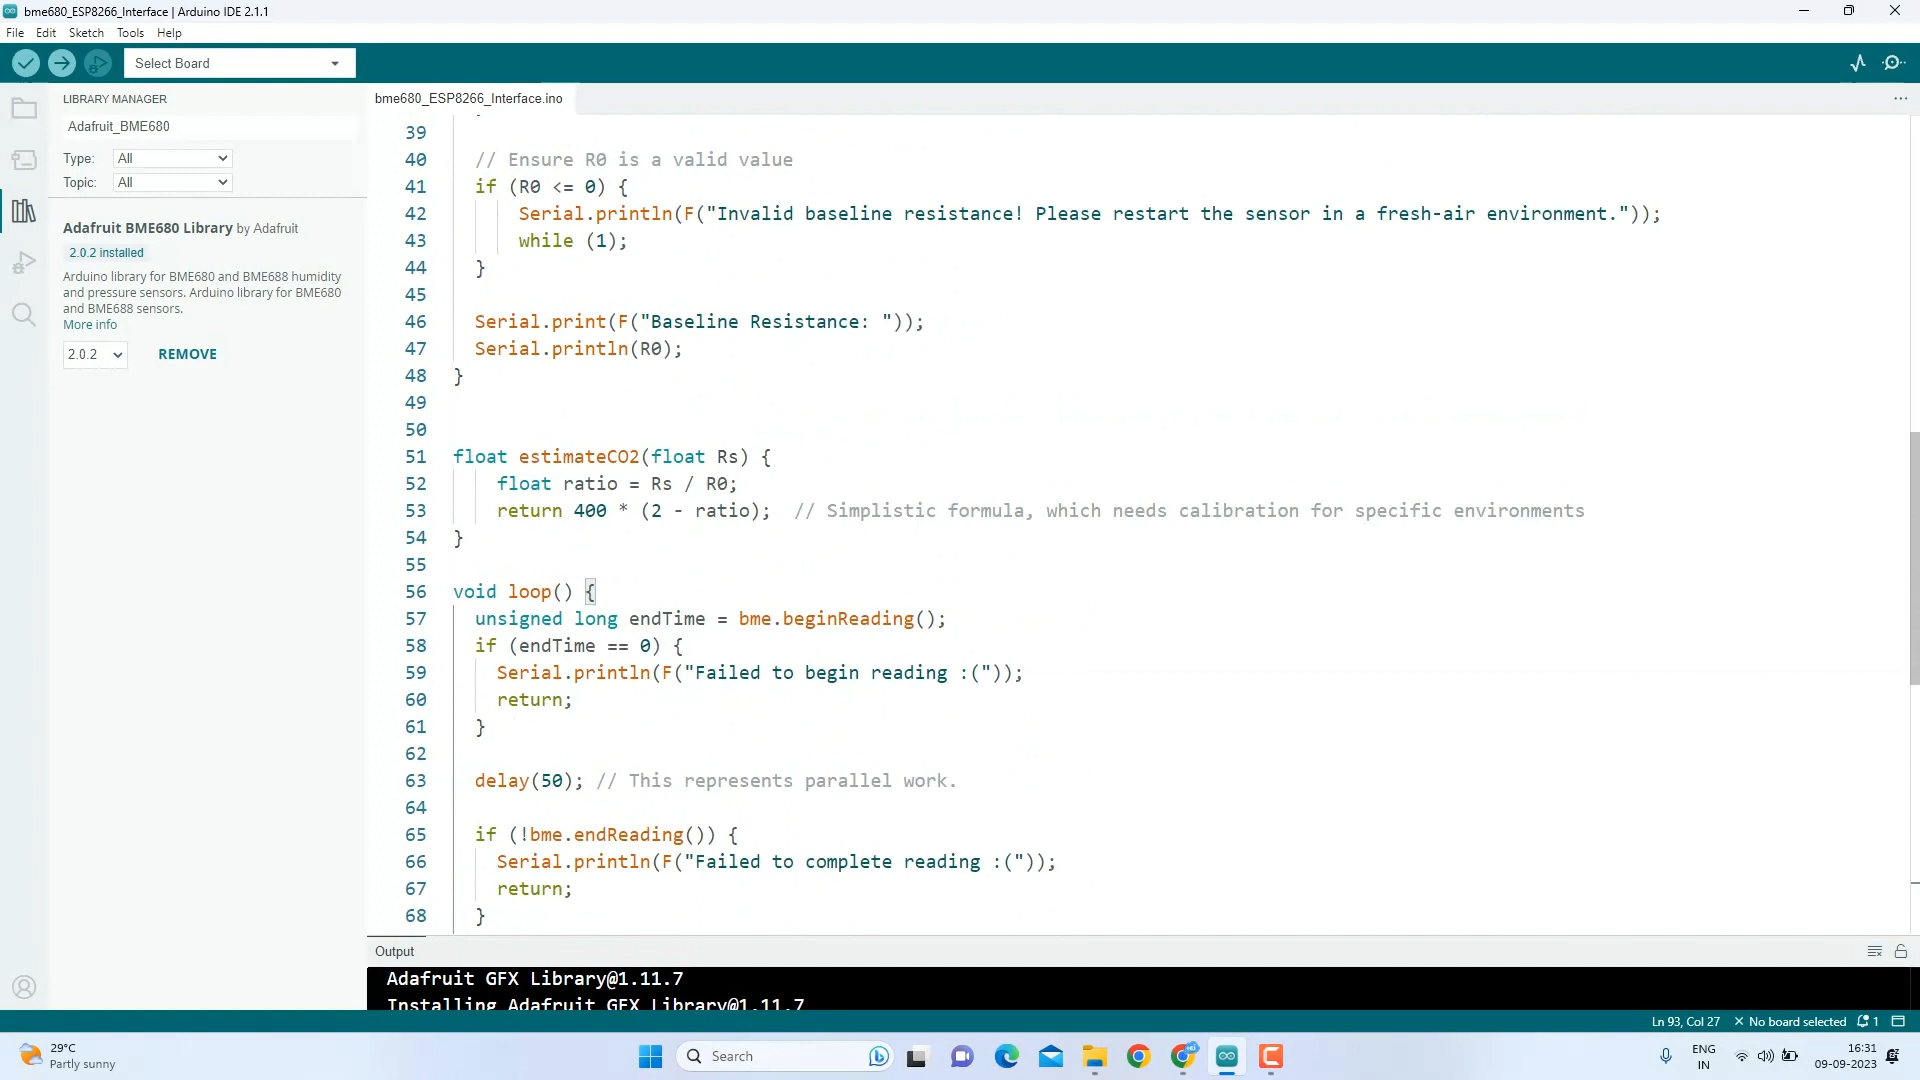 bme680_ESP8266_Interface | Arduino IDE 2.1.1
File Edit Sketch Tools Help
Select Board
LIBRARY MANAGER
Adafruit_BME680
Type: All
Topic: All
Adafruit BME680 Library by Adafruit
2.0.2 installed
Arduino library for BME680 and BME688 humidity
and pressure sensors. Arduino library for BME680
and BME688 sensors.
More info
2.0.2 REMOVE
bme680_ESP8266_Interface.ino
39
40 // Ensure R0 is a valid value
41 if (R0 <= 0) {
42 Serial.println(F("Invalid baseline resistance! Please restart the sensor in a fresh-air environment."));
43 while (1);
44 }
45
46 Serial.print(F("Baseline Resistance: "));
47 Serial.println(R0);
48 }
49
50
51 float estimateCO2(float Rs) {
52 float ratio = Rs / R0;
53 return 400 * (2 - ratio); // Simplistic formula, which needs calibration for specific environments
54 }
55
56 void loop() {
57 unsigned long endTime = bme.beginReading();
58 if (endTime == 0) {
59 Serial.println(F("Failed to begin reading :("));
60 return;
61 }
62
63 delay(50); // This represents parallel work.
64
65 if (!bme.endReading()) {
66 Serial.println(F("Failed to complete reading :("));
67 return;
68 }
Output
Adafruit GFX Library@1.11.7
Installing Adafruit GFX Library@1.11.7
Ln 93, Col 27 No board selected 1
29°C
Partly sunny
Search
ENG
IN
16:31
09-09-2023